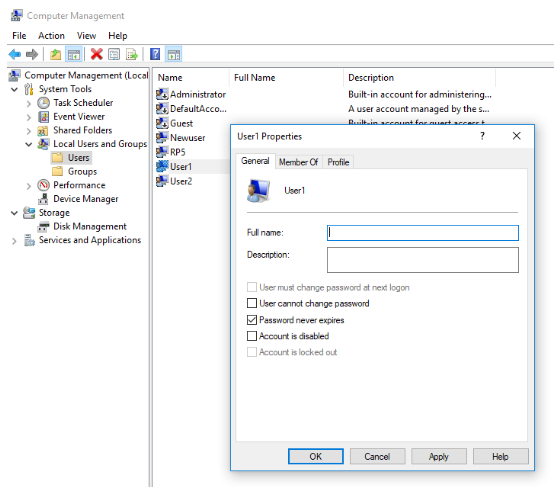 Computer Management
File Action View Help
Computer Management (Local
System Tools
Task Scheduler
Event Viewer
Shared Folders
Local Users and Groups
Users
Groups
Performance
Device Manager
Storage
Disk Management
Services and Applications
Name Full Name Description
Administrator Built-in account for administering...
DefaultAcco... A user account managed by the s...
Guest Built-in account for guest access t
Newuser
RP5
User1
User2
User1 Properties ? ×
General Member Of Profile
User1
Full name:
Description:
User must change password at next logon
User cannot change password
Password never expires
Account is disabled
Account is locked out
OK Cancel Apply Help